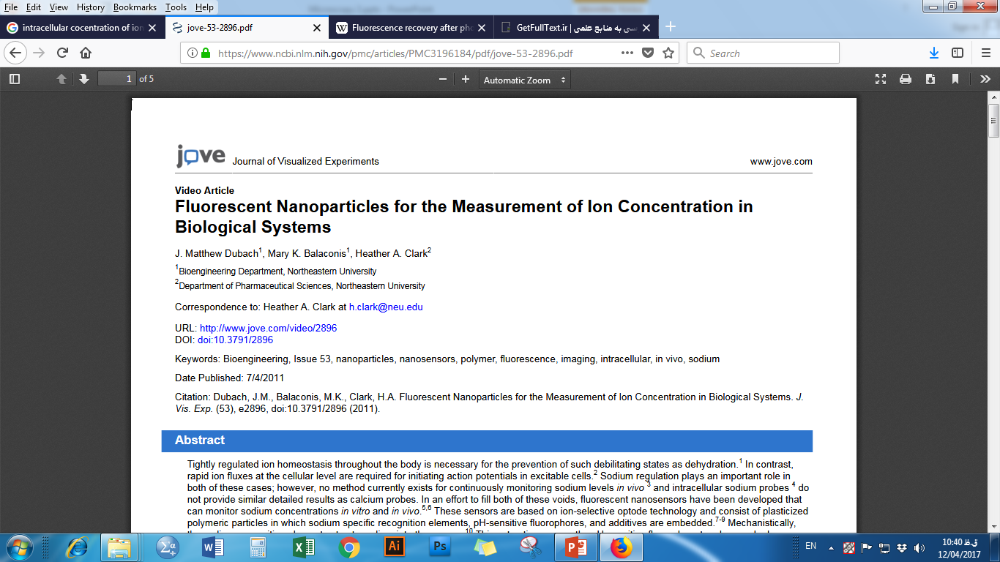 File Edit View History Bookmarks Tools Help
intracellular cocentration of ion
jove-53-2896.pdf
Fluorescence recovery after pho
GetFullText.ir | سی به منابع علمی
https://www.ncbi.nlm.nih.gov/pmc/articles/PMC3196184/pdf/jove-53-2896.pdf
Search
1 of 5
Automatic Zoom
jove Journal of Visualized Experiments www.jove.com
Video Article
Fluorescent Nanoparticles for the Measurement of Ion Concentration in
Biological Systems
J. Matthew Dubach1, Mary K. Balaconis1, Heather A. Clark2
1Bioengineering Department, Northeastern University
2Department of Pharmaceutical Sciences, Northeastern University
Correspondence to: Heather A. Clark at h.clark@neu.edu
URL: http://www.jove.com/video/2896
DOI: doi:10.3791/2896
Keywords: Bioengineering, Issue 53, nanoparticles, nanosensors, polymer, fluorescence, imaging, intracellular, in vivo, sodium
Date Published: 7/4/2011
Citation: Dubach, J.M., Balaconis, M.K., Clark, H.A. Fluorescent Nanoparticles for the Measurement of Ion Concentration in Biological Systems. J.
Vis. Exp. (53), e2896, doi:10.3791/2896 (2011).
Abstract
Tightly regulated ion homeostasis throughout the body is necessary for the prevention of such debilitating states as dehydration.1 In contrast,
rapid ion fluxes at the cellular level are required for initiating action potentials in excitable cells.2 Sodium regulation plays an important role in
both of these cases; however, no method currently exists for continuously monitoring sodium levels in vivo 3 and intracellular sodium probes 4 do
not provide similar detailed results as calcium probes. In an effort to fill both of these voids, fluorescent nanosensors have been developed that
can monitor sodium concentrations in vitro and in vivo.5,6 These sensors are based on ion-selective optode technology and consist of plasticized
polymeric particles in which sodium specific recognition elements, pH-sensitive fluorophores, and additives are embedded.7-9 Mechanistically,
EN
10:40 ق.ظ
12/04/2017